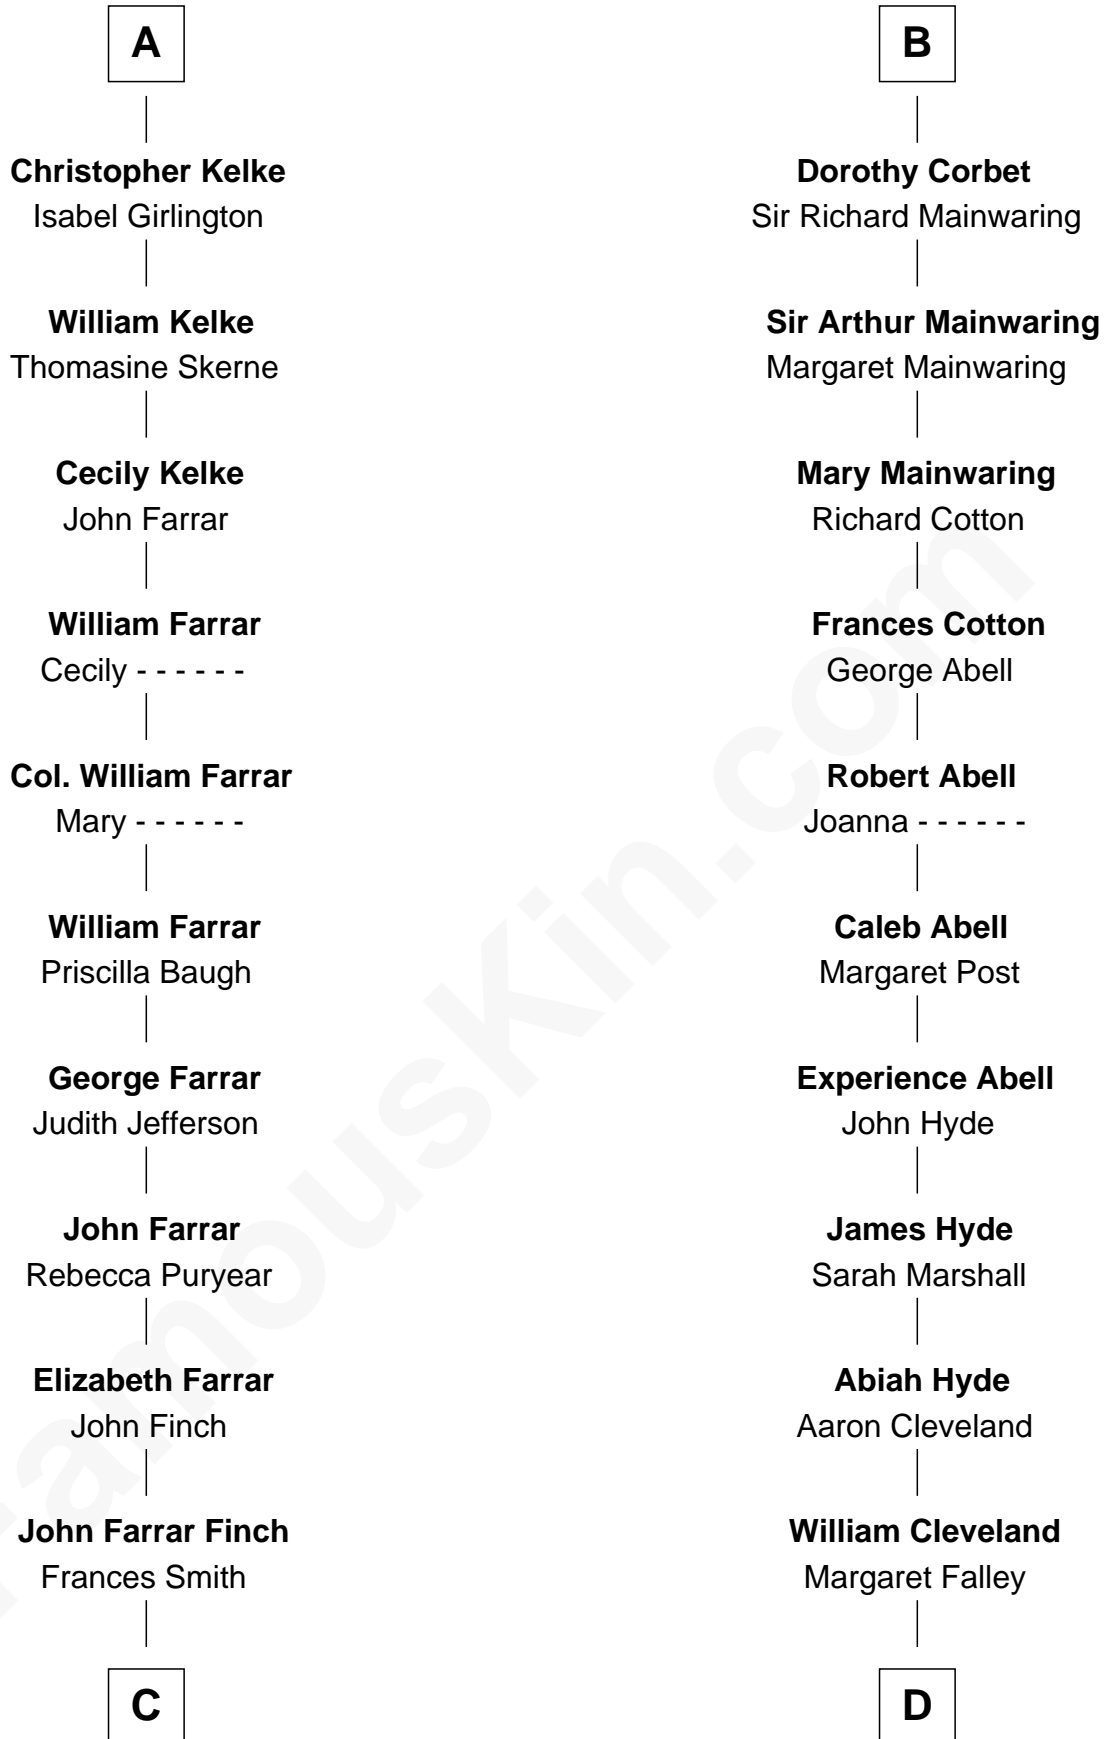 A
Christopher Kelke
Isabel Girlington
William Kelke
Thomasine Skerne
Cecily Kelke
John Farrar
William Farrar
Cecily - - - - - -
Col. William Farrar
Mary - - - - - -
William Farrar
Priscilla Baugh
George Farrar
Judith Jefferson
John Farrar
Rebecca Puryear
Elizabeth Farrar
John Finch
John Farrar Finch
Frances Smith
C
B
Dorothy Corbet
Sir Richard Mainwaring
Sir Arthur Mainwaring
Margaret Mainwaring
Mary Mainwaring
Richard Cotton
Frances Cotton
George Abell
Robert Abell
Joanna - - - - - -
Caleb Abell
Margaret Post
Experience Abell
John Hyde
James Hyde
Sarah Marshall
Abiah Hyde
Aaron Cleveland
William Cleveland
Margaret Falley
D
FamousKin.com